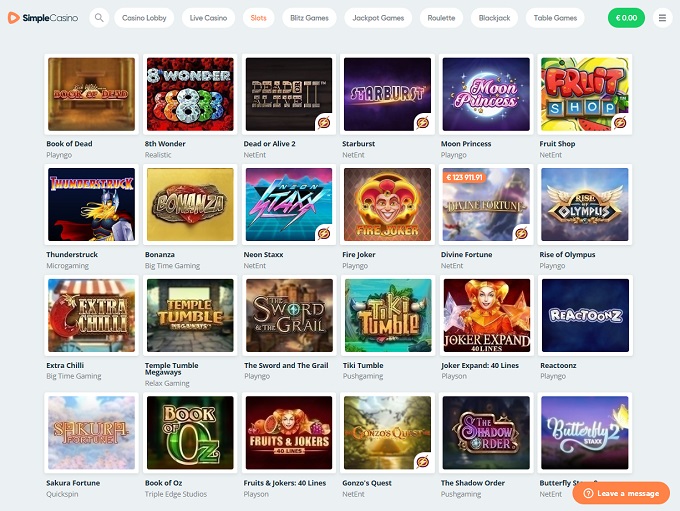 SimpleCasino
Casino Lobby
Live Casino
Slots
Blitz Games
Jackpot Games
Roulette
Blackjack
Table Games
€ 0.00
BOOK OF DEAD
8 WONDER
DEAD OR ALIVE II
STARBURST
Moon Princess
FRUIT SHOP
Book of Dead
8th Wonder
Dead or Alive 2
Starburst
Moon Princess
Fruit Shop
Playngo
Realistic
NetEnt
NetEnt
Playngo
NetEnt
THUNDERSTRUCK
BONANZA
NEON STAXX
FIRE JOKER
€ 123 911.91
DIVINE FORTUNE
RISE OF OLYMPUS
Thunderstruck
Bonanza
Neon Staxx
Fire Joker
Divine Fortune
Rise of Olympus
Microgaming
Big Time Gaming
NetEnt
Playngo
NetEnt
Playngo
EXTRA CHILLI
TEMPLE TUMBLE MEGAWAYS
THE SWORD & THE GRAIL
TiKi TUMBLE
JOKER EXPAND 40 LINES
REACTOONZ
Extra Chilli
Temple Tumble
Megaways
The Sword and The Grail
Tiki Tumble
Joker Expand: 40 Lines
Reactoonz
Big Time Gaming
Relax Gaming
Playngo
Pushgaming
Playson
Playngo
SAKURA FORTUNE
BOOK OF OZ
FRUITS & JOKERS 40 LINES
GONZO'S QUEST
THE SHADOW ORDER
Butterfly STAXX 2
Sakura Fortune
Book of Oz
Fruits & Jokers: 40 Lines
Gonzo's Quest
The Shadow Order
Butterfly
Quickspin
Triple Edge Studios
Playson
NetEnt
Pushgaming
NetEnt
Leave a message